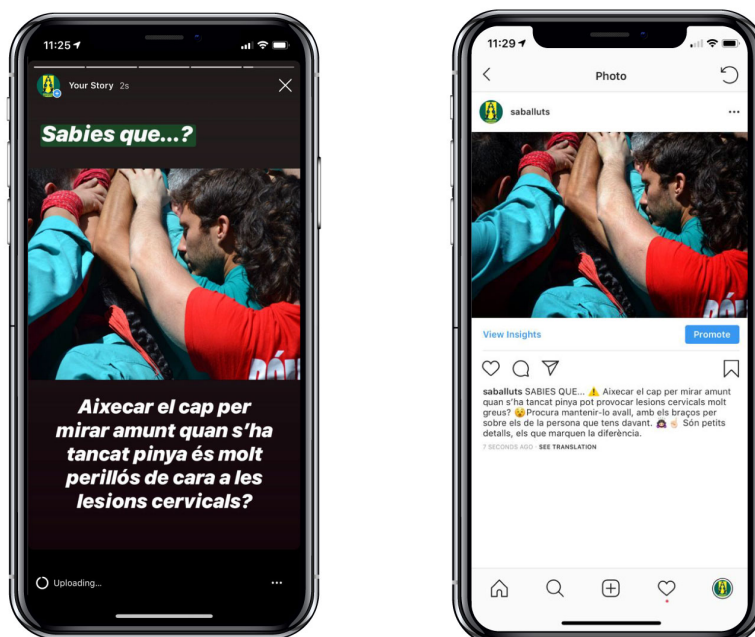 11:25
Your Story 2s
Sabies que...?
Aixecar el cap per
mirar amunt quan s’ha
tancat pinya és molt
perillós de cara a les
lesions cervicals?
Uploading...
11:29
Photo
saballuts
View Insights
Promote
saballuts SABIES QUE... ⚠️ Aixecar el cap per mirar amunt
quan s’ha tancat pinya pot provocar lesions cervicals molt
greus? 😵 Procura mantenir-lo avall, amb els braços per
sobre els de la persona que tens davant. 🙇🏻‍♀️ ☝🏻 Són petits
detalls, els que marquen la diferència.
7 SECONDS AGO · SEE TRANSLATION